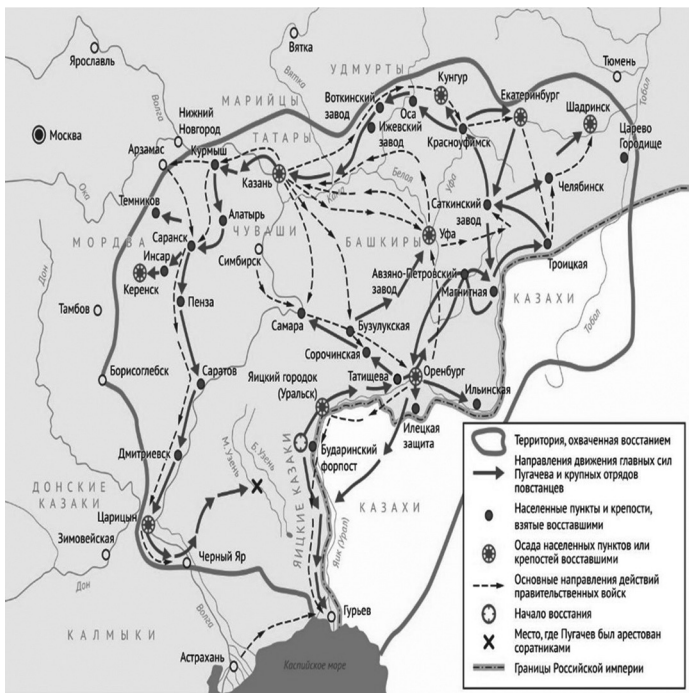 Ярославль
Вятка
Вятка
УДМУРТЫ
Кунгур
Тюмень
Тобал
Волга
МАРИЙЦЫ
Воткинский
завод
Оса
Екатеринбург
Шадринск
Москва
Нижний
Новгород
ТАТАРЫ
Ижевский
завод
Красноуфимск
Царево
Городище
Арзамас
Курмыш
Казань
Кама
Белая
Уфа
Челябинск
Ока
Темников
Алатырь
Саткинский
завод
МОРДВА
Саранск
ЧУВАШИ
БАШКИРЫ
Уфа
Симбирск
Инсар
Керенск
Троицкая
Дон
Авзяно-Петровский
завод
Магнитная
КАЗАХИ
Тамбов
Пенза
Самара
Бузулукская
Тобал
Сорочинская
Борисоглебск
Саратов
Татищева
Оренбург
Яицкий городок
(Уральск)
Ильинская
Илецкая
защита
Дмитриевск
М.Узень
Б.Узень
ЯИЦКИЕ КАЗАКИ
Бударинский
форпост
ДОНСКИЕ
КАЗАКИ
КАЗАХИ
Царицын
Зимовейская
Яик (Урал)
Дон
Черный Яр
Волга
Гурьев
КАЛМЫКИ
Астрахань
Каспийское море
Территория, охваченная восстанием
Направления движения главных сил
Пугачева и крупных отрядов
повстанцев
Населенные пункты и крепости,
взятые восставшими
Осада населенных пунктов или
крепостей восставшими
Основные направления действий
правительственных войск
Начало восстания
Место, где Пугачев был арестован
соратниками
Границы Российской империи